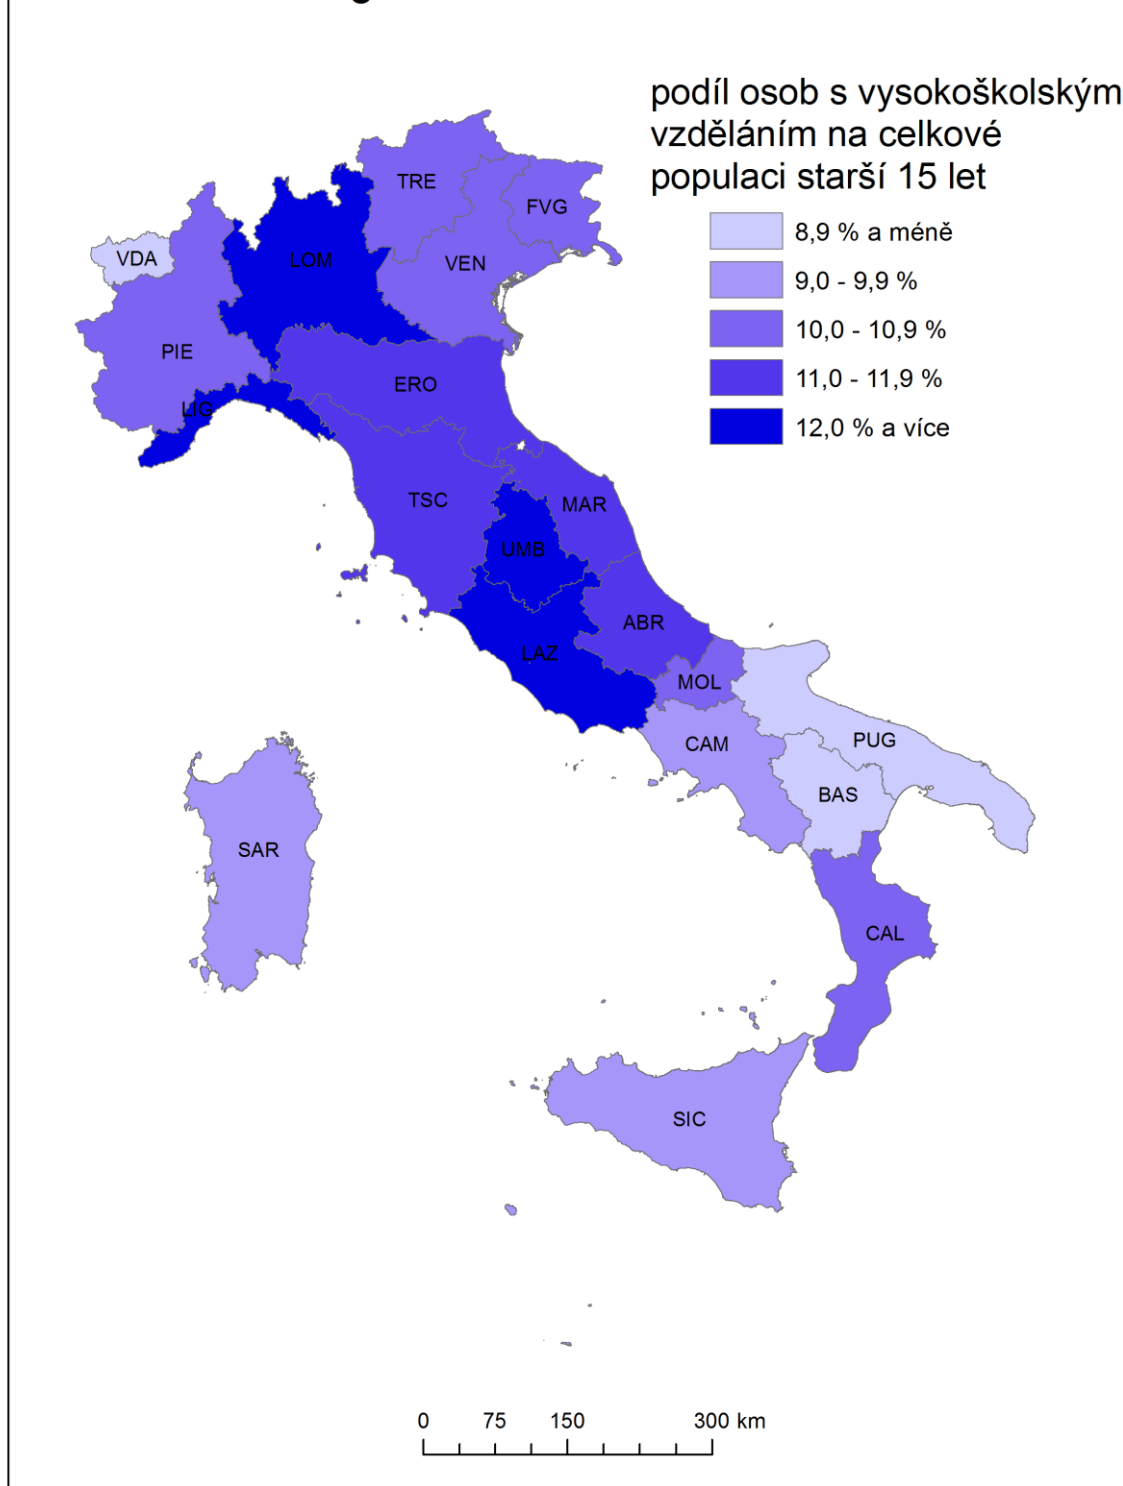 podíl osob s vysokoškolským
vzděláním na celkové
populaci starší 15 let
8,9 % a méně
9,0 - 9,9 %
10,0 - 10,9 %
11,0 - 11,9 %
12,0 % a více
TRE
FVG
VDA
LOM
VEN
PIE
ERO
LIG
TSC
MAR
UMB
ABR
LAZ
MOL
CAM
PUG
BAS
SAR
CAL
SIC
0 75 150 300 km